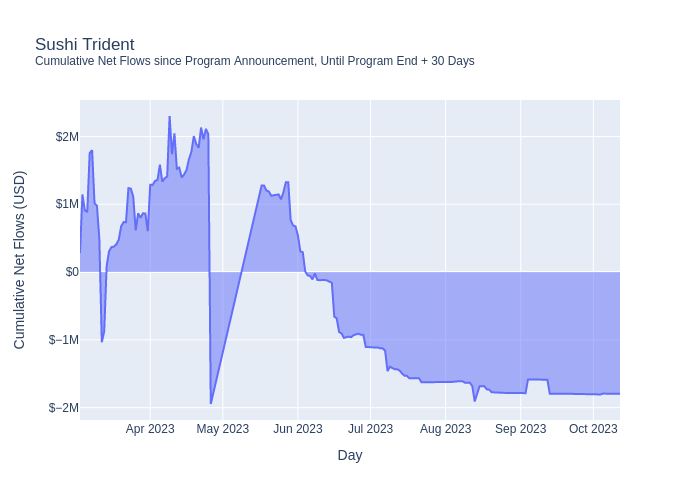 Sushi Trident
Cumulative Net Flows since Program Announcement, Until Program End + 30 Days
Cumulative Net Flows (USD)
$2M
$1M
$0
$−1M
$−2M
Apr 2023 May 2023 Jun 2023 Jul 2023 Aug 2023 Sep 2023 Oct 2023
Day